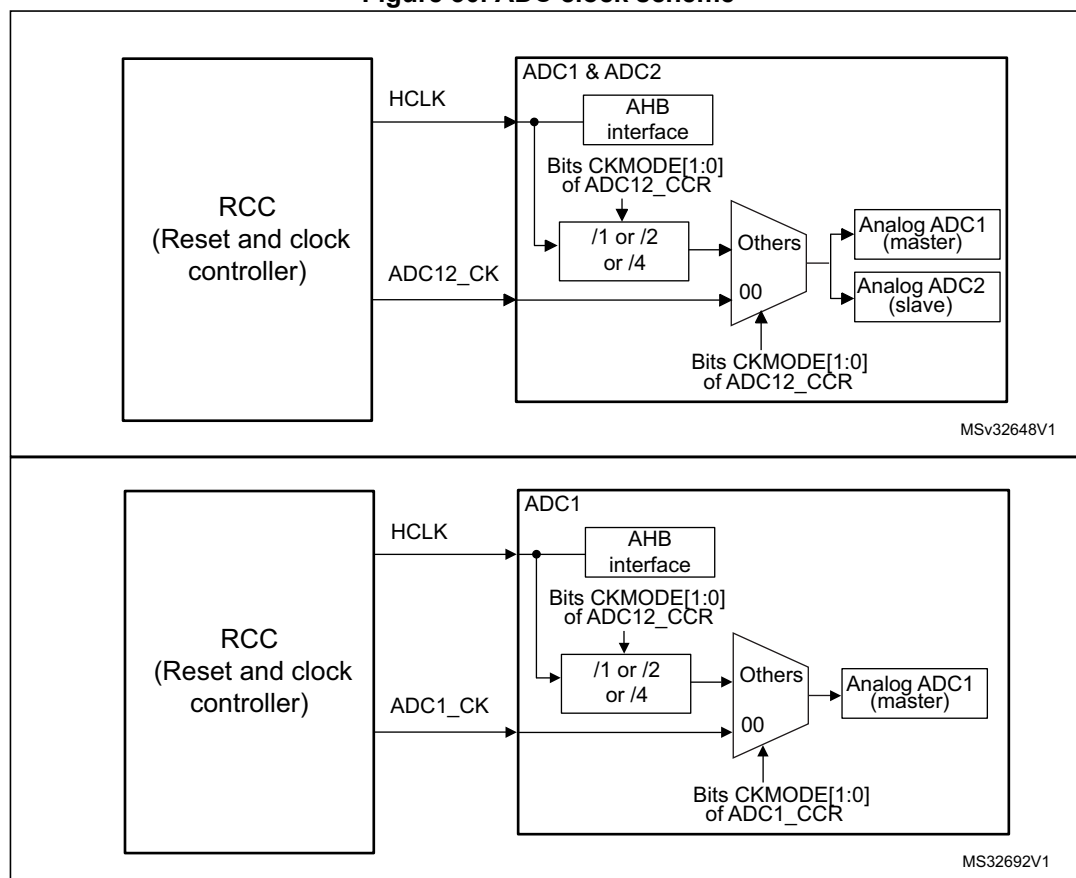 Figure 30. ADC clock scheme
RCC
(Reset and clock
controller)
HCLK
ADC12_CK
ADC1 & ADC2
AHB
interface
Bits CKMODE[1:0]
of ADC12_CCR
/1 or /2
or /4
Others
00
Bits CKMODE[1:0]
of ADC12_CCR
Analog ADC1
(master)
Analog ADC2
(slave)
MSv32648V1
RCC
(Reset and clock
controller)
HCLK
ADC1_CK
ADC1
AHB
interface
Bits CKMODE[1:0]
of ADC12_CCR
/1 or /2
or /4
Others
00
Bits CKMODE[1:0]
of ADC1_CCR
Analog ADC1
(master)
MS32692V1